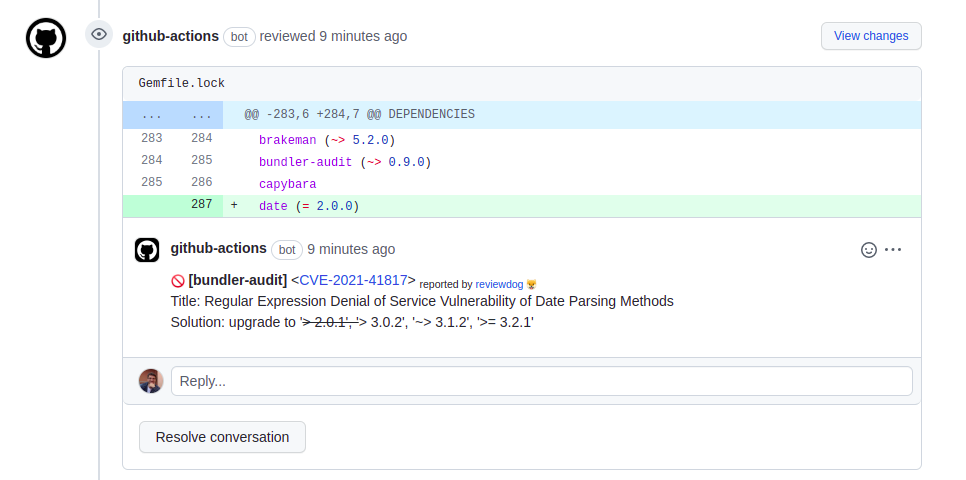 github-actions bot reviewed 9 minutes ago View changes
Gemfile.lock
... ... @@ -283,6 +284,7 @@ DEPENDENCIES
283 284 brakeman (~> 5.2.0)
284 285 bundler-audit (~> 0.9.0)
285 286 capybara
287 + date (= 2.0.0)
github-actions bot 9 minutes ago
[bundler-audit] <CVE-2021-41817> reported by reviewdog
Title: Regular Expression Denial of Service Vulnerability of Date Parsing Methods
Solution: upgrade to '> 2.0.1', '> 3.0.2', '~> 3.1.2', '>= 3.2.1'
Reply...
Resolve conversation